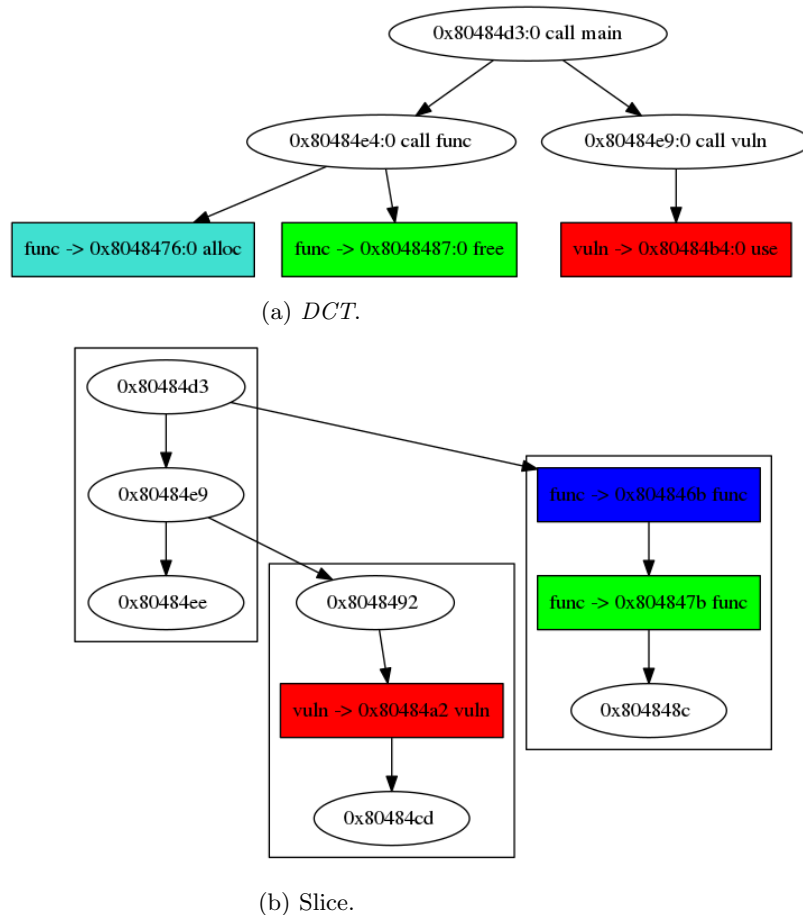 0x80484d3:0 call main
0x80484e4:0 call func
0x80484e9:0 call vuln
func -> 0x8048476:0 alloc
func -> 0x8048487:0 free
vuln -> 0x80484b4:0 use
(a) DCT.
0x80484d3
0x80484e9
func -> 0x804846b func
0x80484ee
0x8048492
func -> 0x804847b func
vuln -> 0x80484a2 vuln
0x804848c
0x80484cd
(b) Slice.